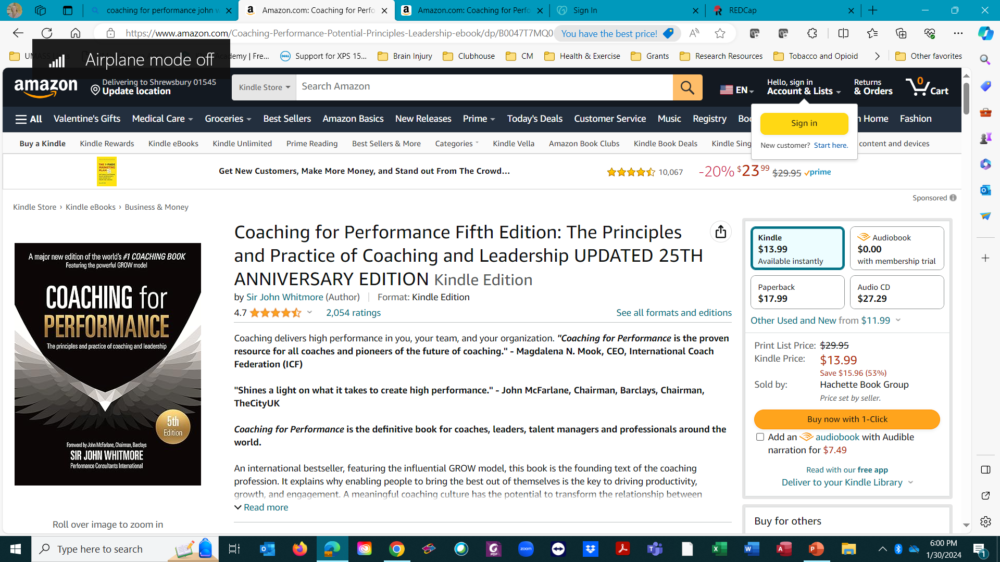 coaching for performance john w
Amazon.com: Coaching for Perfo
Amazon.com: Coaching for Perfo
Sign In
REDCap
https://www.amazon.com/Coaching-Performance-Potential-Principles-Leadership-ebook/dp/B0047T7MQ0
You have the best price!
Airplane mode off
ademy | Fre...
Support for XPS 15...
Brain Injury
Clubhouse
CM
Health & Exercise
Grants
Research Resources
Tobacco and Opioid
Other favorites
amazon
Delivering to Shrewsbury 01545
Update location
Kindle Store
Search Amazon
EN
Hello, sign in
Account & Lists
Returns
& Orders
0
Cart
All
Valentine's Gifts
Medical Care
Groceries
Best Sellers
Amazon Basics
New Releases
Prime
Today's Deals
Customer Service
Music
Registry
Home
Fashion
Sign in
New customer? Start here.
Buy a Kindle
Kindle Rewards
Kindle eBooks
Kindle Unlimited
Prime Reading
Best Sellers & More
Categories
Kindle Vella
Amazon Book Clubs
Kindle Book Deals
Kindle Sing
content and devices
THE 1-PAGE
MARKETING
PLAN
Get New Customers, Make More Money, and Stand out From The Crowd…
10,067
-20% $23 99 $29.95 prime
Sponsored
Kindle Store › Kindle eBooks › Business & Money
A major new edition of the world's #1 COACHING BOOK
Featuring the powerful GROW model
COACHING for
PERFORMANCE
The principles and practice of coaching and leadership
5th
Edition
Foreword by John McFarlane, Chairman, Barclays
SIR JOHN WHITMORE
Performance Consultants International
Roll over image to zoom in
Coaching for Performance Fifth Edition: The Principles
and Practice of Coaching and Leadership UPDATED 25TH
ANNIVERSARY EDITION Kindle Edition
by Sir John Whitmore (Author) Format: Kindle Edition
4.7
2,054 ratings
See all formats and editions
Coaching delivers high performance in you, your team, and your organization. "Coaching for Performance is the proven
resource for all coaches and pioneers of the future of coaching." - Magdalena N. Mook, CEO, International Coach
Federation (ICF)
"Shines a light on what it takes to create high performance." - John McFarlane, Chairman, Barclays, Chairman,
TheCityUK
Coaching for Performance is the definitive book for coaches, leaders, talent managers and professionals around the
world.
An international bestseller, featuring the influential GROW model, this book is the founding text of the coaching
profession. It explains why enabling people to bring the best out of themselves is the key to driving productivity,
growth, and engagement. A meaningful coaching culture has the potential to transform the relationship between
Read more
Kindle
$13.99
Available instantly
Audiobook
$0.00
with membership trial
Paperback
$17.99
Audio CD
$27.29
Other Used and New from $11.99
Print List Price: $29.95
Kindle Price: $13.99
Save $15.96 (53%)
Sold by: Hachette Book Group
Price set by seller.
Buy now with 1-Click
Add an audiobook with Audible
narration for $7.49
Read with our free app
Deliver to your Kindle Library
Buy for others
Type here to search
PDF
zoom
6:00 PM
1/30/2024
1